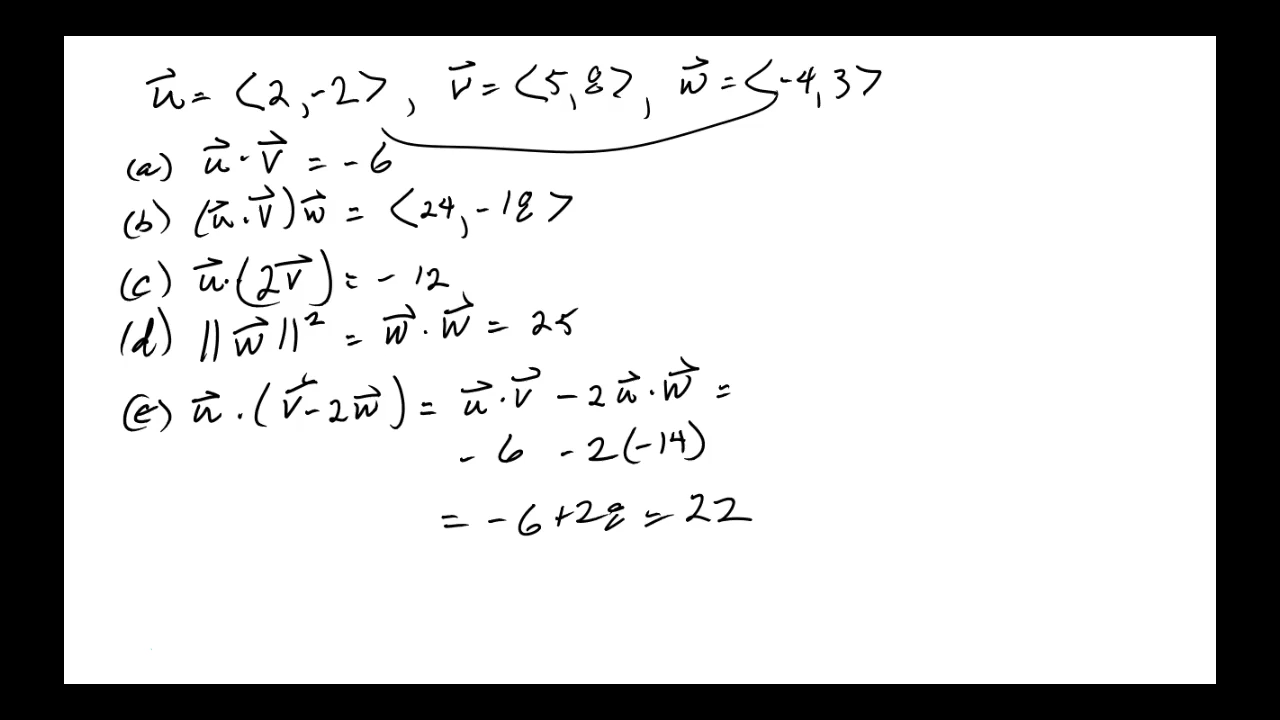 u⃗ = ⟨2, -2⟩, v⃗ = ⟨5, 8⟩, w⃗ = ⟨-4, 3⟩
(a) u⃗ · v⃗ = -6
(b) (u⃗ · v⃗)w⃗ = ⟨24, -18⟩
(c) u⃗ · (2v⃗) = -12
(d) ||w⃗||² = w⃗ · w⃗ = 25
(e) u⃗ · (v⃗ - 2w⃗) = u⃗ · v⃗ - 2u⃗ · w⃗ =
-6 -2(-14)
= -6 + 28 = 22